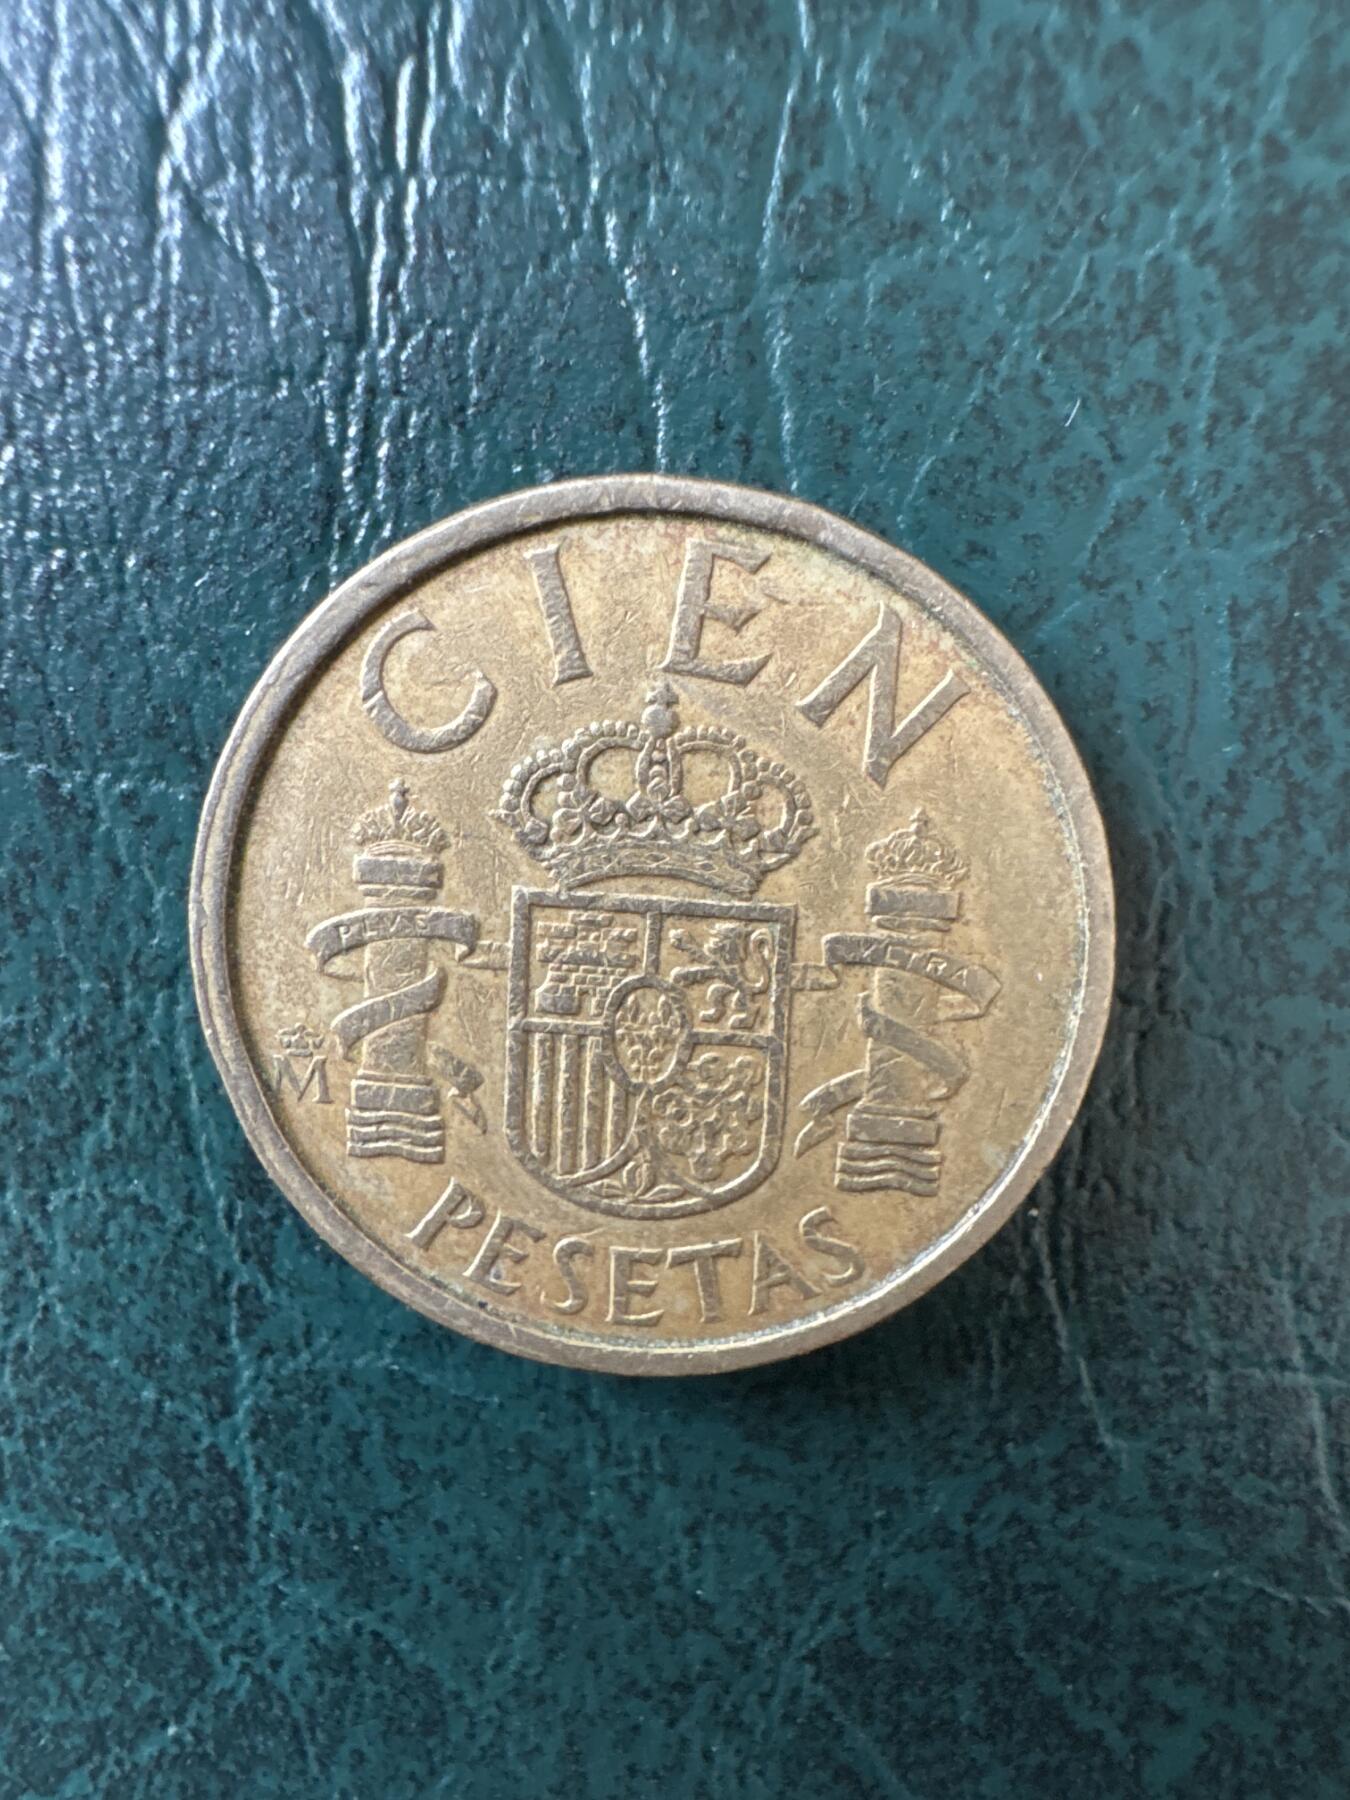 CIEN
PLVS
VLTRA
M
PESETAS